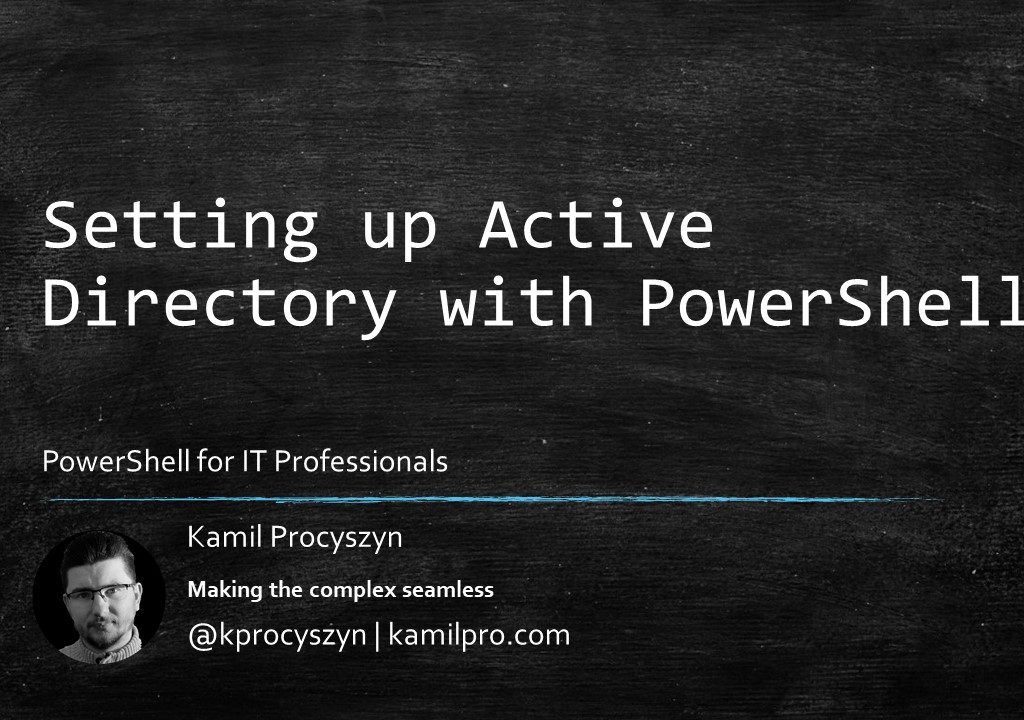 Setting up Active
Directory with PowerShell
PowerShell for IT Professionals
Kamil Procyszyn
Making the complex seamless
@kprocyszyn | kamilpro.com